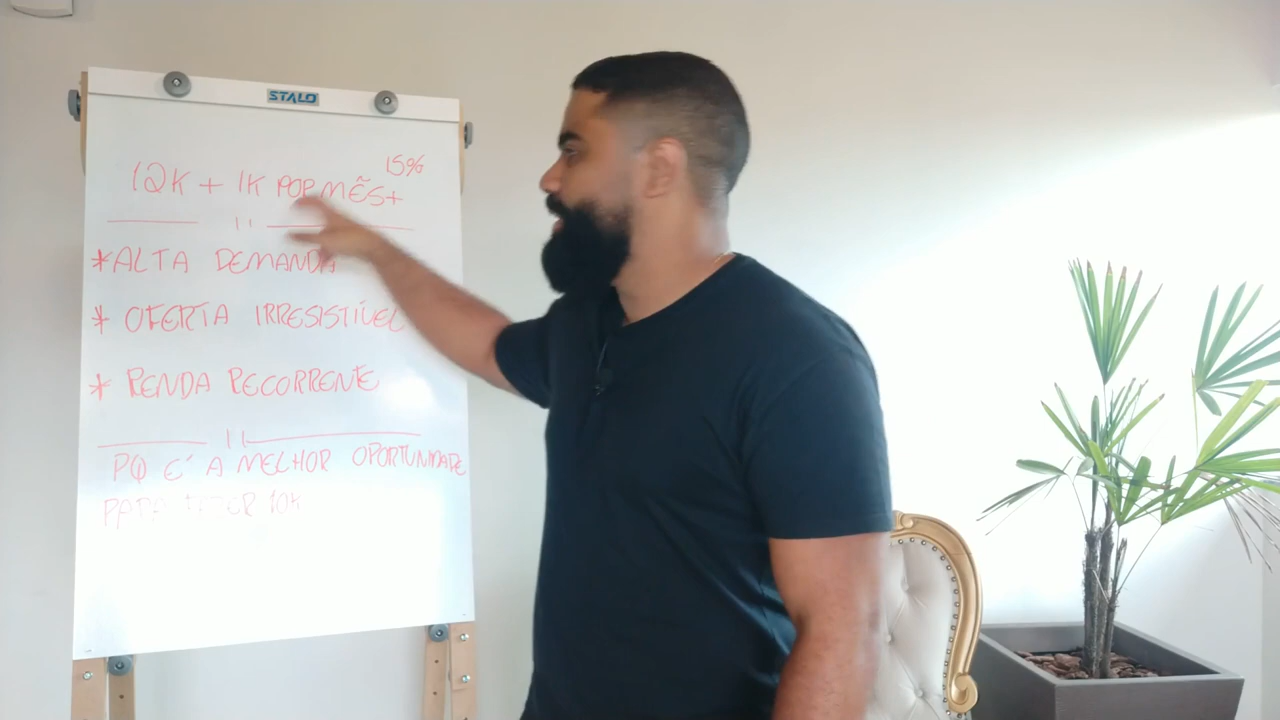 STALO
15%
12K + 1K POR MÊS+
*ALTA DEMANDA
* OFERTA IRRESISTÍVEL
* RENDA RECORRENTE
PQ É A MELHOR OPORTUNIDADE
PARA FAZER 10K